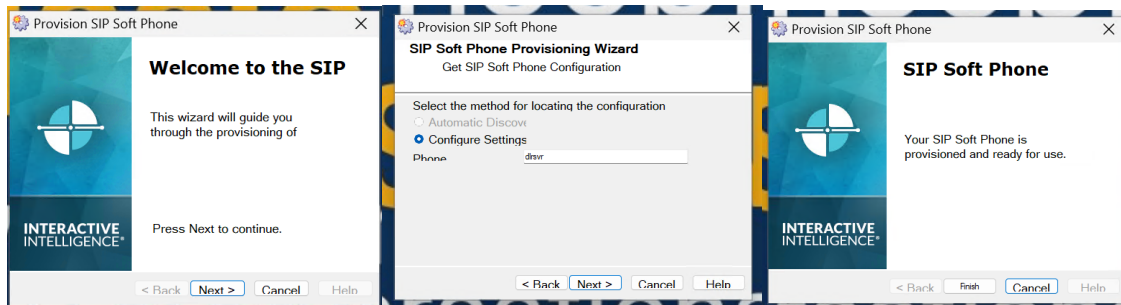 Provision SIP Soft Phone
Welcome to the SIP
This wizard will guide you
through the provisioning of
Press Next to continue.
INTERACTIVE
INTELLIGENCE®
< Back Next > Cancel Help
Provision SIP Soft Phone
SIP Soft Phone Provisioning Wizard
Get SIP Soft Phone Configuration
Select the method for locating the configuration
Automatic Discove
Configure Settings
Phone dlrsvr
< Back Next > Cancel Help
Provision SIP Soft Phone
SIP Soft Phone
Your SIP Soft Phone is
provisioned and ready for use.
INTERACTIVE
INTELLIGENCE®
< Back Finish Cancel Help